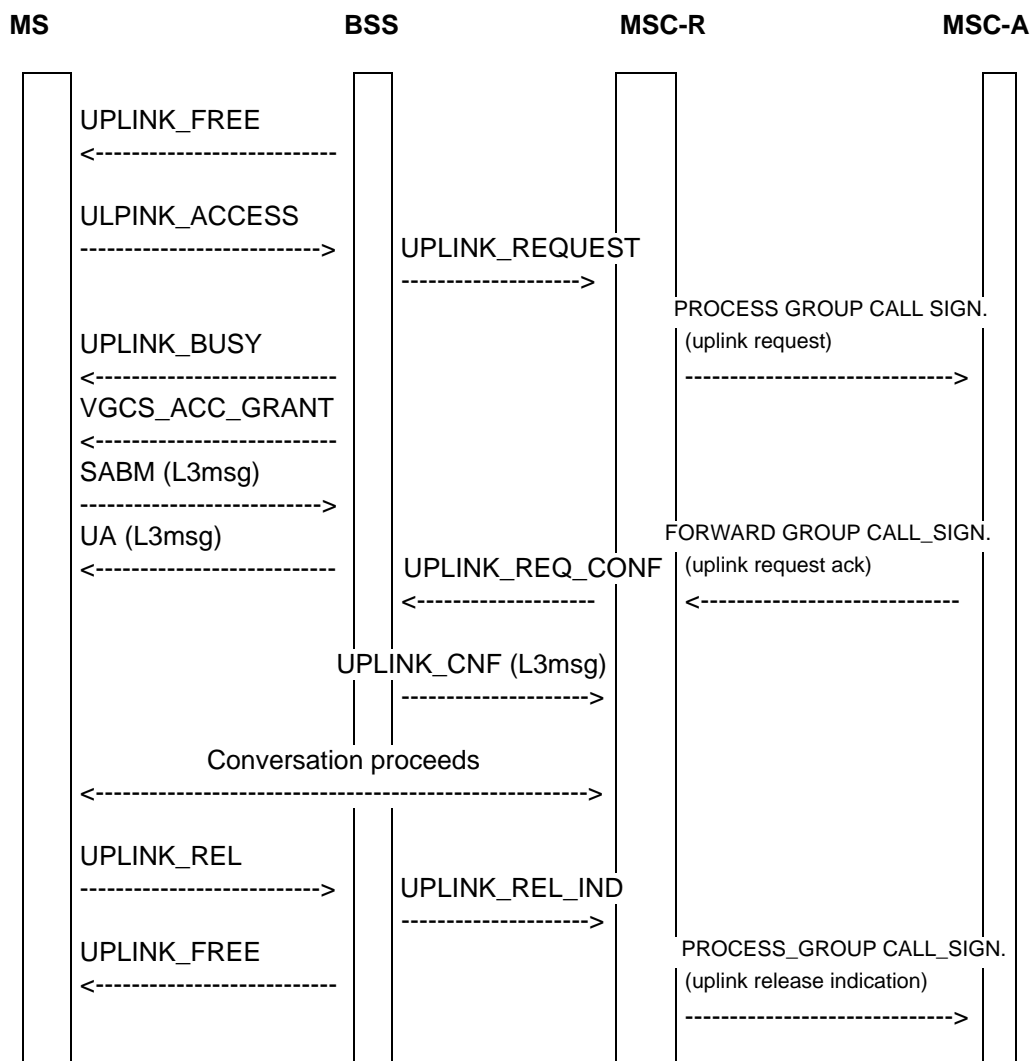 MS BSS MSC-R MSC-A
UPLINK_FREE
<---------------------------
ULPINK_ACCESS
---------------------------> UPLINK_REQUEST
-------------------->
PROCESS GROUP CALL SIGN.
UPLINK_BUSY (uplink request)
<--------------------------- ----------------------------->
VGCS_ACC_GRANT
<---------------------------
SABM (L3msg)
--------------------------->
UA (L3msg) FORWARD GROUP CALL_SIGN.
<--------------------------- UPLINK_REQ_CONF (uplink request ack)
<-------------------- <-----------------------------
UPLINK_CNF (L3msg)
--------------------->
Conversation proceeds
<------------------------------------------------------->
UPLINK_REL
---------------------------> UPLINK_REL_IND
--------------------->
UPLINK_FREE PROCESS_GROUP CALL_SIGN.
<--------------------------- (uplink release indication)
----------------------------->